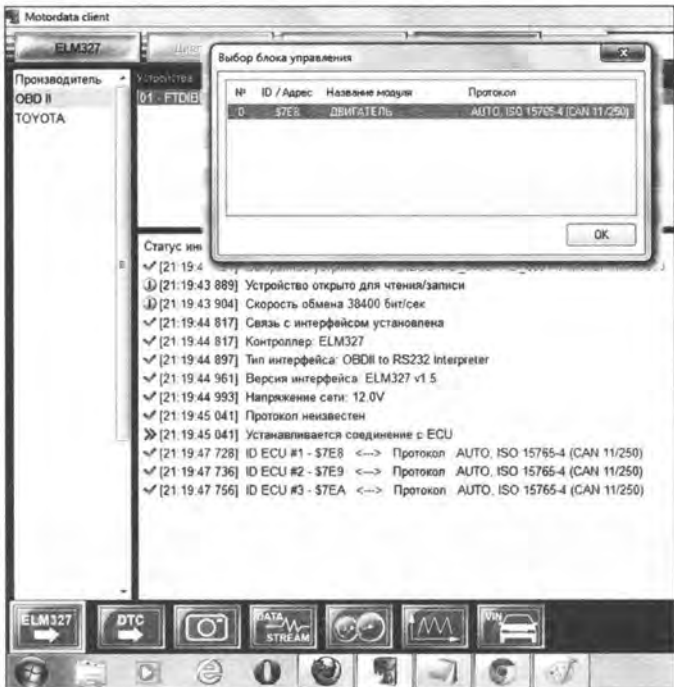 Motordata client
ELM327
Выбор блока управления
Производитель
OBD II
TOYOTA
Устройства
01 - FTDIB
№ ID / Адрес Название модуля Протокол
0 $7E8 ДВИГАТЕЛЬ AUTO, ISO 15765-4 (CAN 11/250)
OK
Статус
[21:19:4
[21:19:43 889] Устройство открыто для чтения/записи
[21:19:43 904] Скорость обмена 38400 бит/сек
[21:19:44 817] Связь с интерфейсом установлена
[21:19:44 817] Контроллер: ELM327
[21:19:44 897] Тип интерфейса: OBDII to RS232 Interpreter
[21:19:44 961] Версия интерфейса: ELM327 v1.5
[21:19:44 993] Напряжение сети: 12.0V
[21:19:45 041] Протокол неизвестен
[21:19:45 041] Устанавливается соединение с ECU
[21:19:47 728] ID ECU #1 - $7E8 <---> Протокол AUTO, ISO 15765-4 (CAN 11/250)
[21:19:47 736] ID ECU #2 - $7E9 <---> Протокол AUTO, ISO 15765-4 (CAN 11/250)
[21:19:47 756] ID ECU #3 - $7EA <---> Протокол AUTO, ISO 15765-4 (CAN 11/250)
ELM327
DTC
DATA
STREAM
VIN